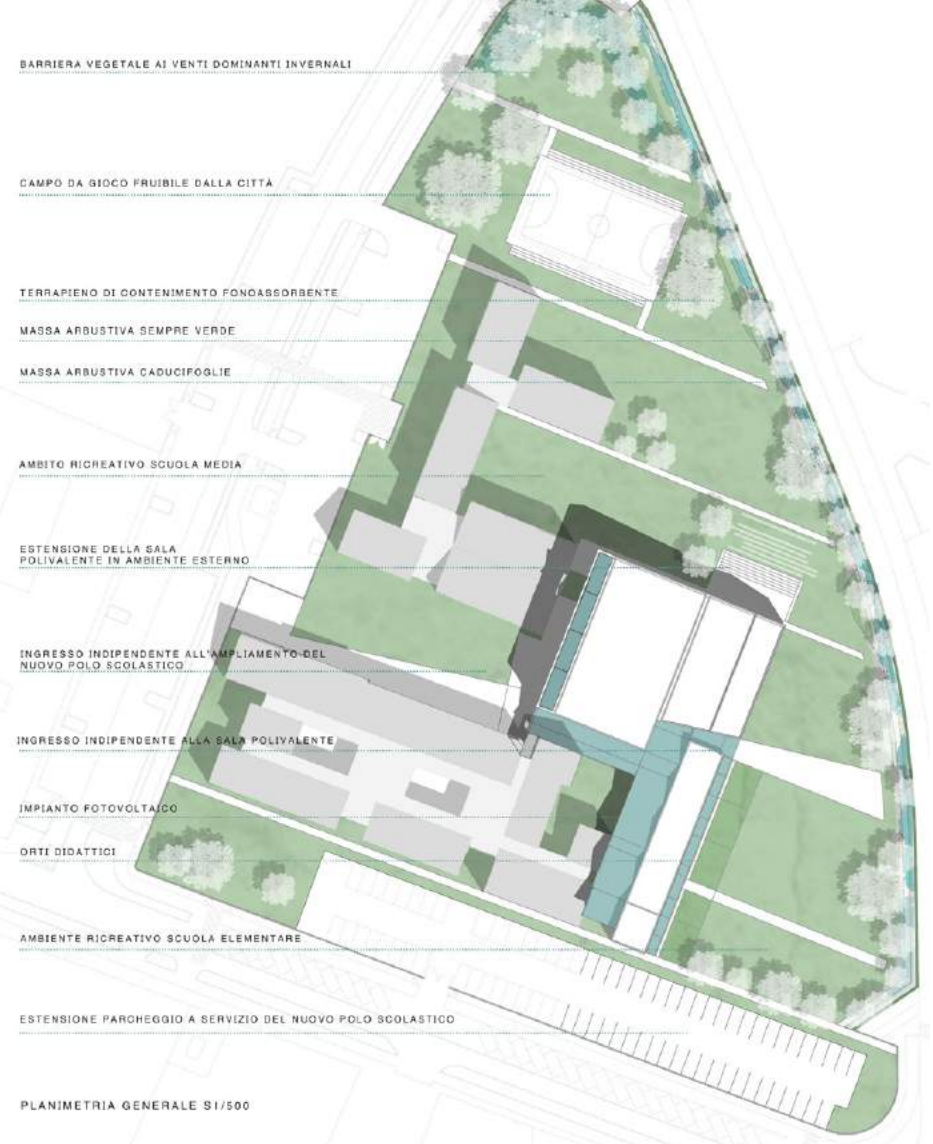 BARRIERA VEGETALE AI VENTI DOMINANTI INVERNALI
CAMPO DA GIOCO FRUIBILE DALLA CITTÀ
TERRAPIENO DI CONTENIMENTO FONOASSORBENTE
MASSA ARBUSTIVA SEMPRE VERDE
MASSA ARBUSTIVA CADUCIFOGLIE
AMBITO RICREATIVO SCUOLA MEDIA
ESTENSIONE DELLA SALA
POLIVALENTE IN AMBIENTE ESTERNO
INGRESSO INDIPENDENTE ALL'AMPLIAMENTO DEL
NUOVO POLO SCOLASTICO
INGRESSO INDIPENDENTE ALLA SALA POLIVALENTE
IMPIANTO FOTOVOLTAICO
ORTI DIDATTICI
AMBIENTE RICREATIVO SCUOLA ELEMENTARE
ESTENSIONE PARCHEGGIO A SERVIZIO DEL NUOVO POLO SCOLASTICO
PLANIMETRIA GENERALE S1/500